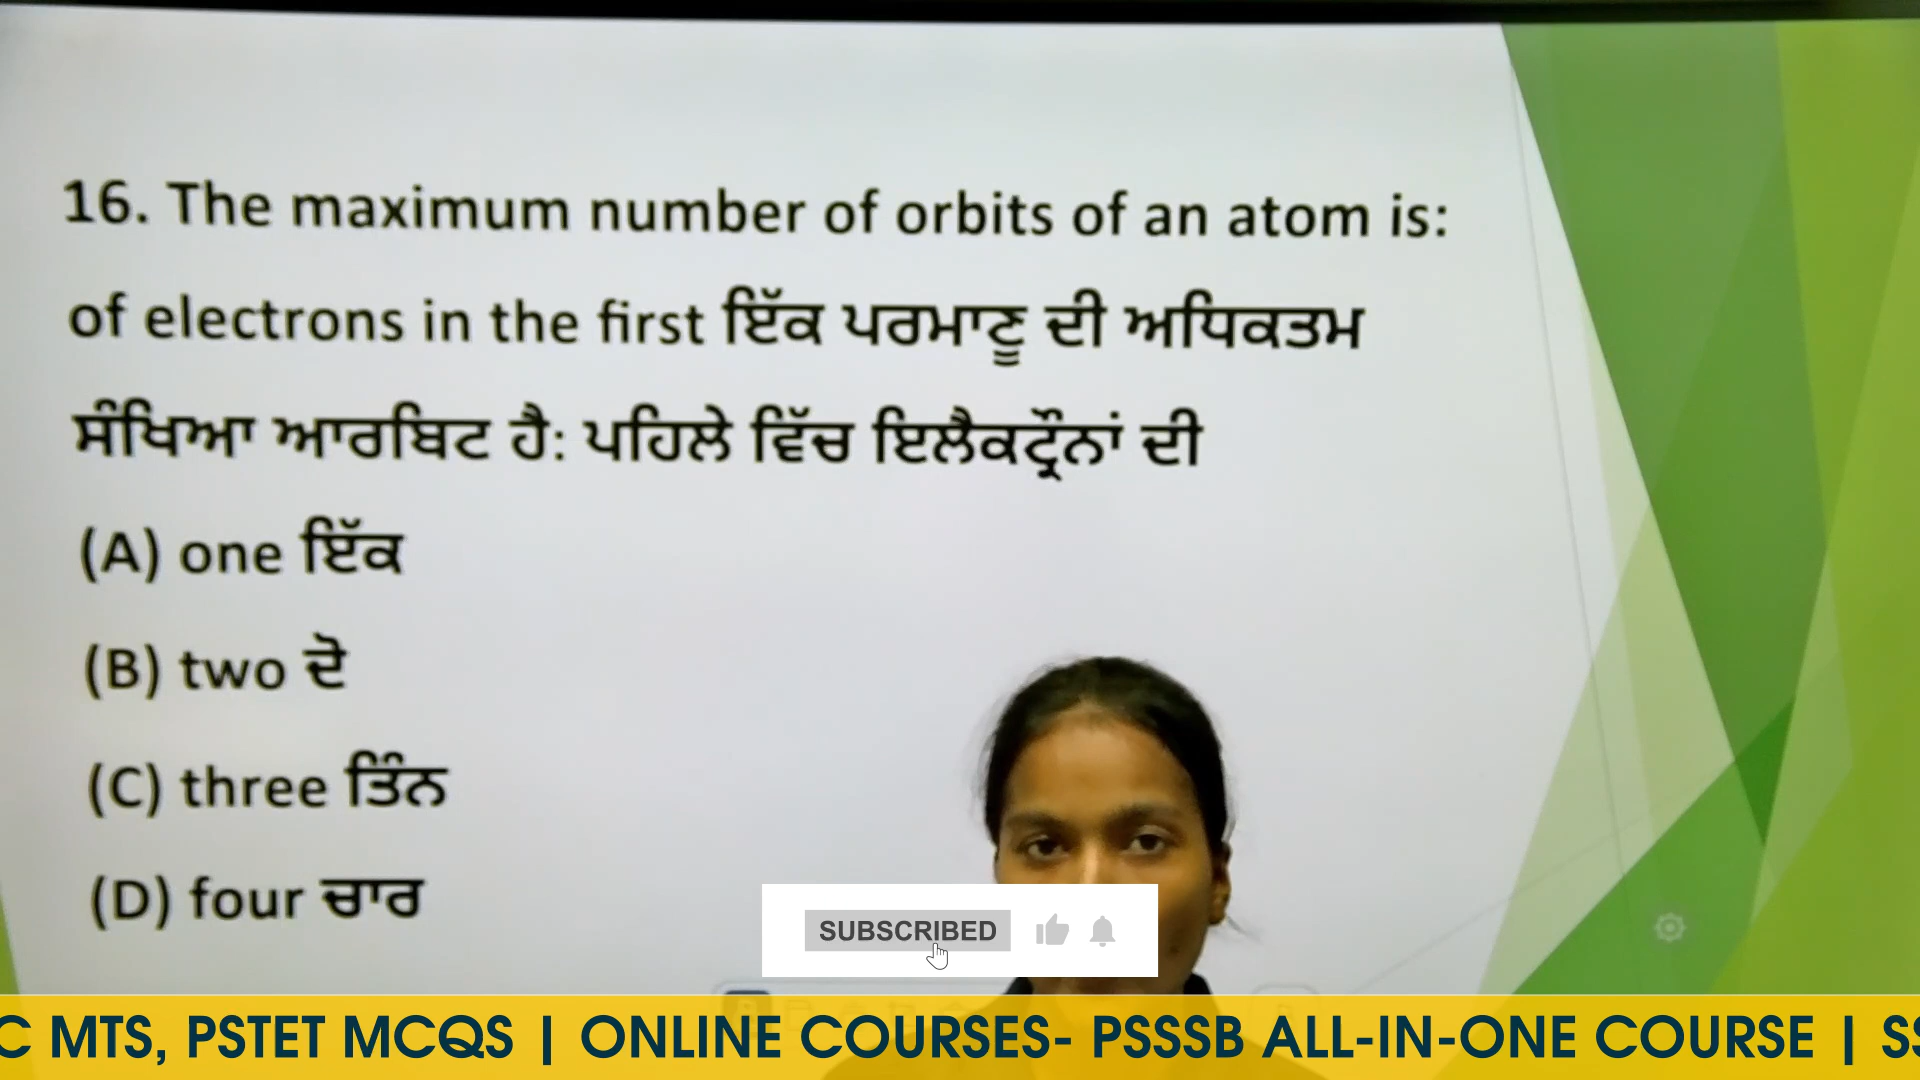 16. The maximum number of orbits of an atom is:
of electrons in the first ਇੱਕ ਪਰਮਾਣੂ ਦੀ ਅਧਿਕਤਮ
ਸੰਖਿਆ ਆਰਬਿਟ ਹੈ: ਪਹਿਲੇ ਵਿੱਚ ਇਲੈਕਟ੍ਰੌਨਾਂ ਦੀ
(A) one ਇੱਕ
(B) two ਦੋ
(C) three ਤਿੰਨ
(D) four ਚਾਰ
SUBSCRIBED
C MTS, PSTET MCQS | ONLINE COURSES- PSSSB ALL-IN-ONE COURSE | SS